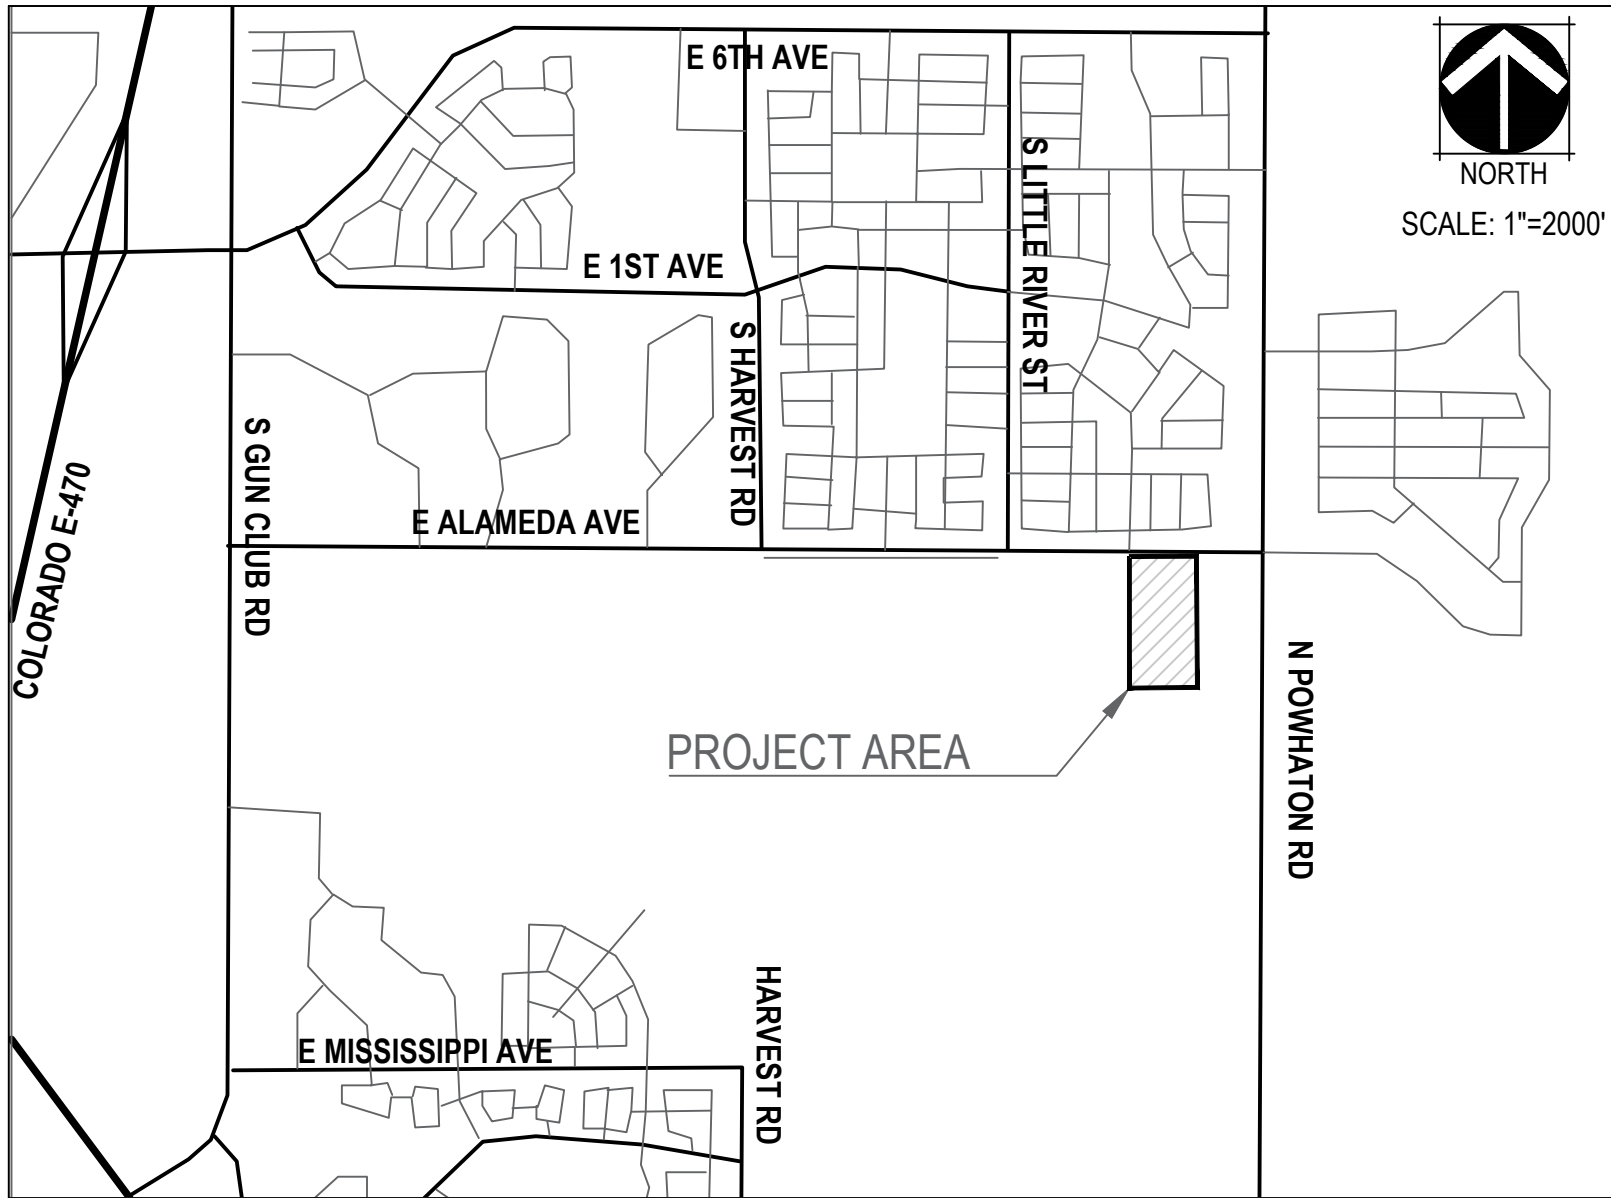 E 6TH AVE
NORTH
SCALE: 1"=2000'
S LITTLE RIVER ST
E 1ST AVE
S HARVEST RD
S GUN CLUB RD
COLORADO E-470
E ALAMEDA AVE
N POWHATON RD
PROJECT AREA
HARVEST RD
E MISSISSIPPI AVE